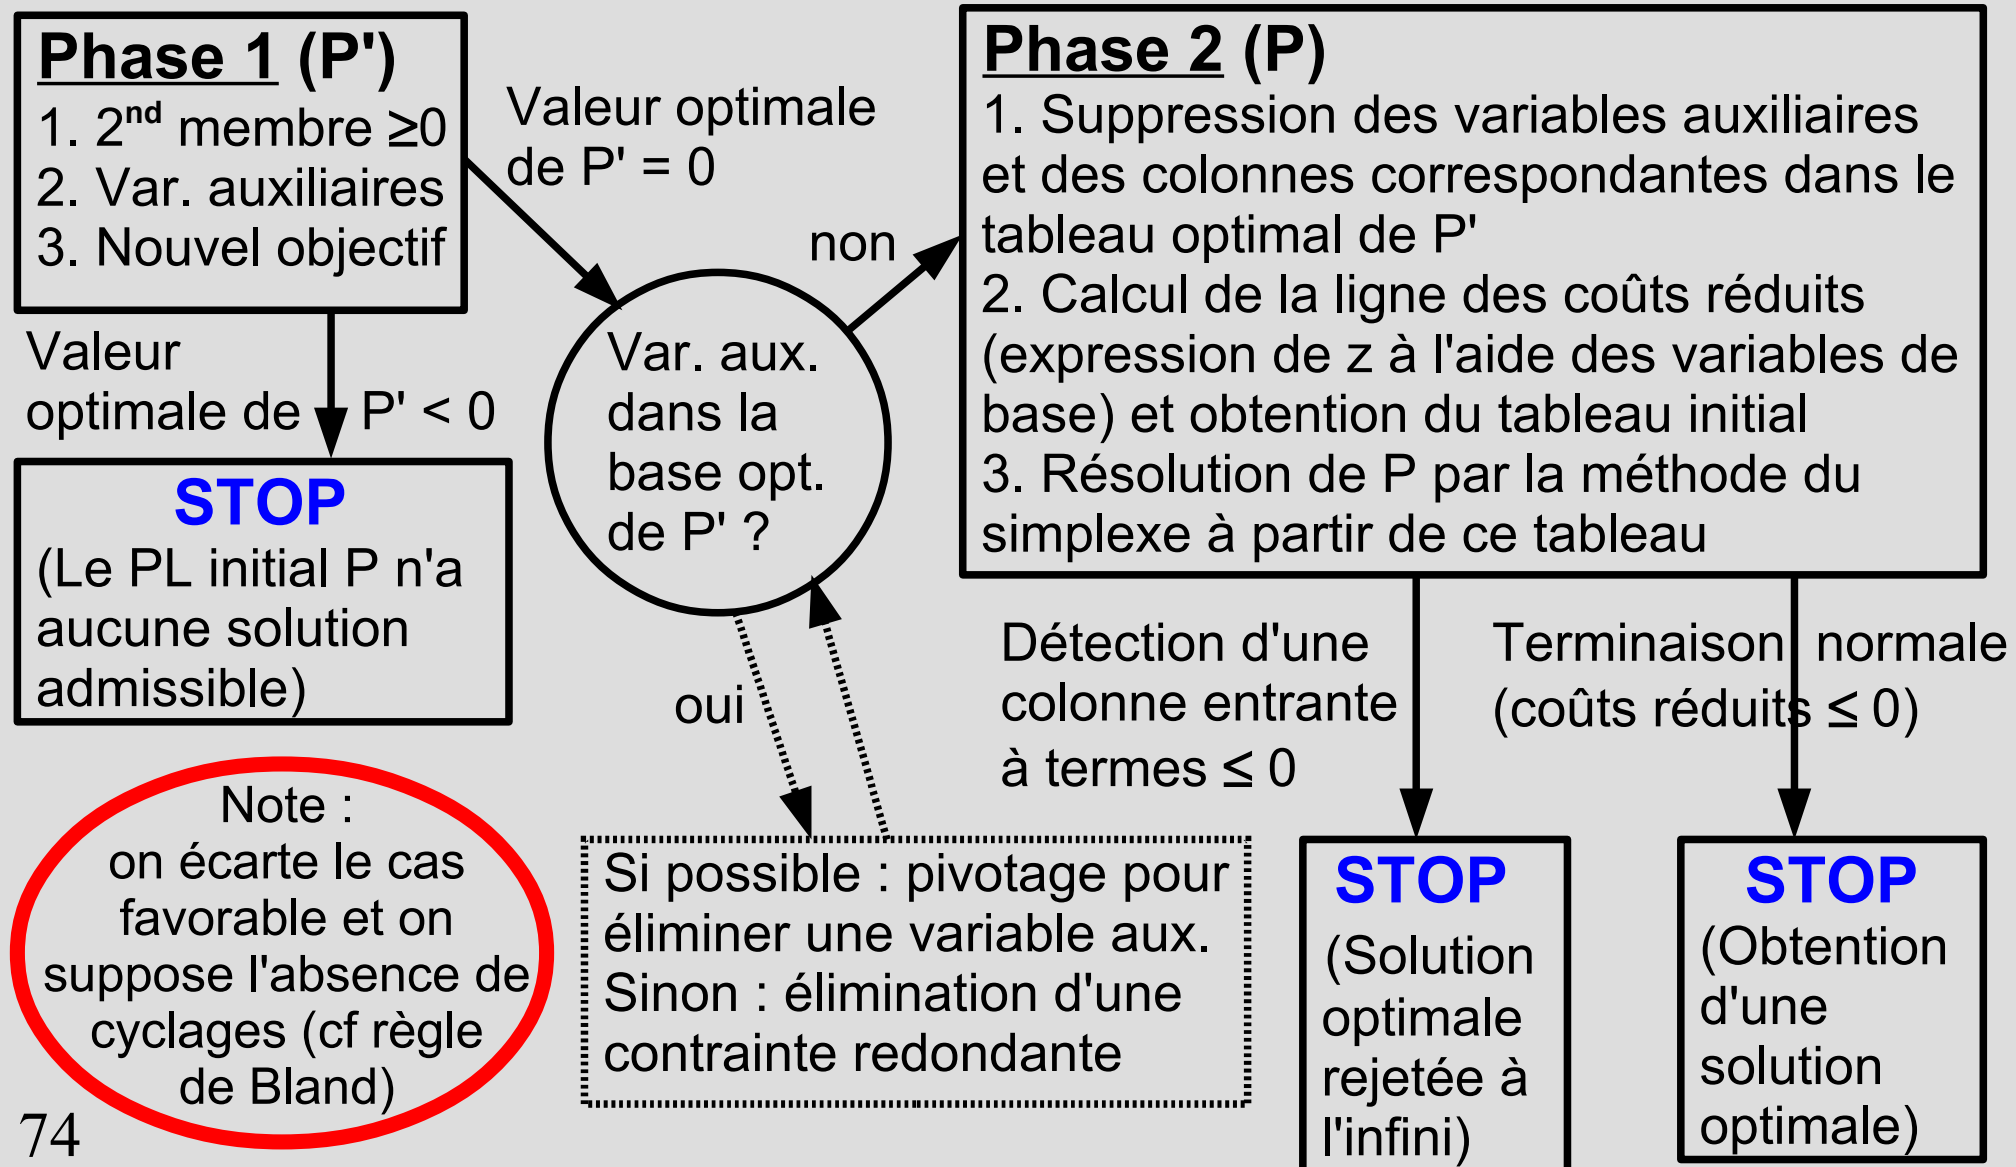 Phase 1 (P')
1. 2nd membre ≥0
2. Var. auxiliaires
3. Nouvel objectif
Valeur optimale
de P' = 0
non
Phase 2 (P)
1. Suppression des variables auxiliaires
et des colonnes correspondantes dans le
tableau optimal de P'
2. Calcul de la ligne des coûts réduits
(expression de z à l'aide des variables de
base) et obtention du tableau initial
3. Résolution de P par la méthode du
simplexe à partir de ce tableau
Valeur
optimale de P' < 0
Var. aux.
dans la
base opt.
de P' ?
STOP
(Le PL initial P n'a
aucune solution
admissible)
oui
Détection d'une
colonne entrante
à termes ≤ 0
Terminaison normale
(coûts réduits ≤ 0)
Note :
on écarte le cas
favorable et on
suppose l'absence de
cyclages (cf règle
de Bland)
Si possible : pivotage pour
éliminer une variable aux.
Sinon : élimination d'une
contrainte redondante
STOP
(Solution
optimale
rejetée à
l'infini)
STOP
(Obtention
d'une
solution
optimale)
74